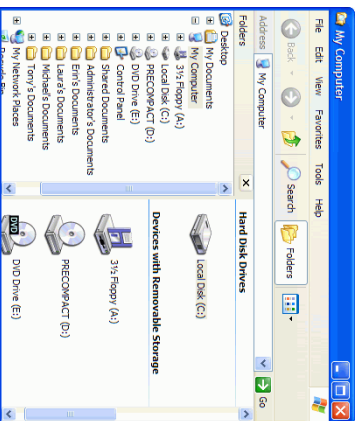 My Computer
File Edit View Favorites Tools Help
Back Search Folders
Address My Computer Go
Folders
Desktop
My Documents
My Computer
3½ Floppy (A:)
Local Disk (C:)
PRECOMPACT (D:)
DVD Drive (E:)
Control Panel
Shared Documents
Administrator's Documents
Erin's Documents
Laura's Documents
Michael's Documents
Tony's Documents
My Network Places
Hard Disk Drives
Local Disk (C:)
Devices with Removable Storage
3½ Floppy (A:)
PRECOMPACT (D:)
DVD
DVD Drive (E:)